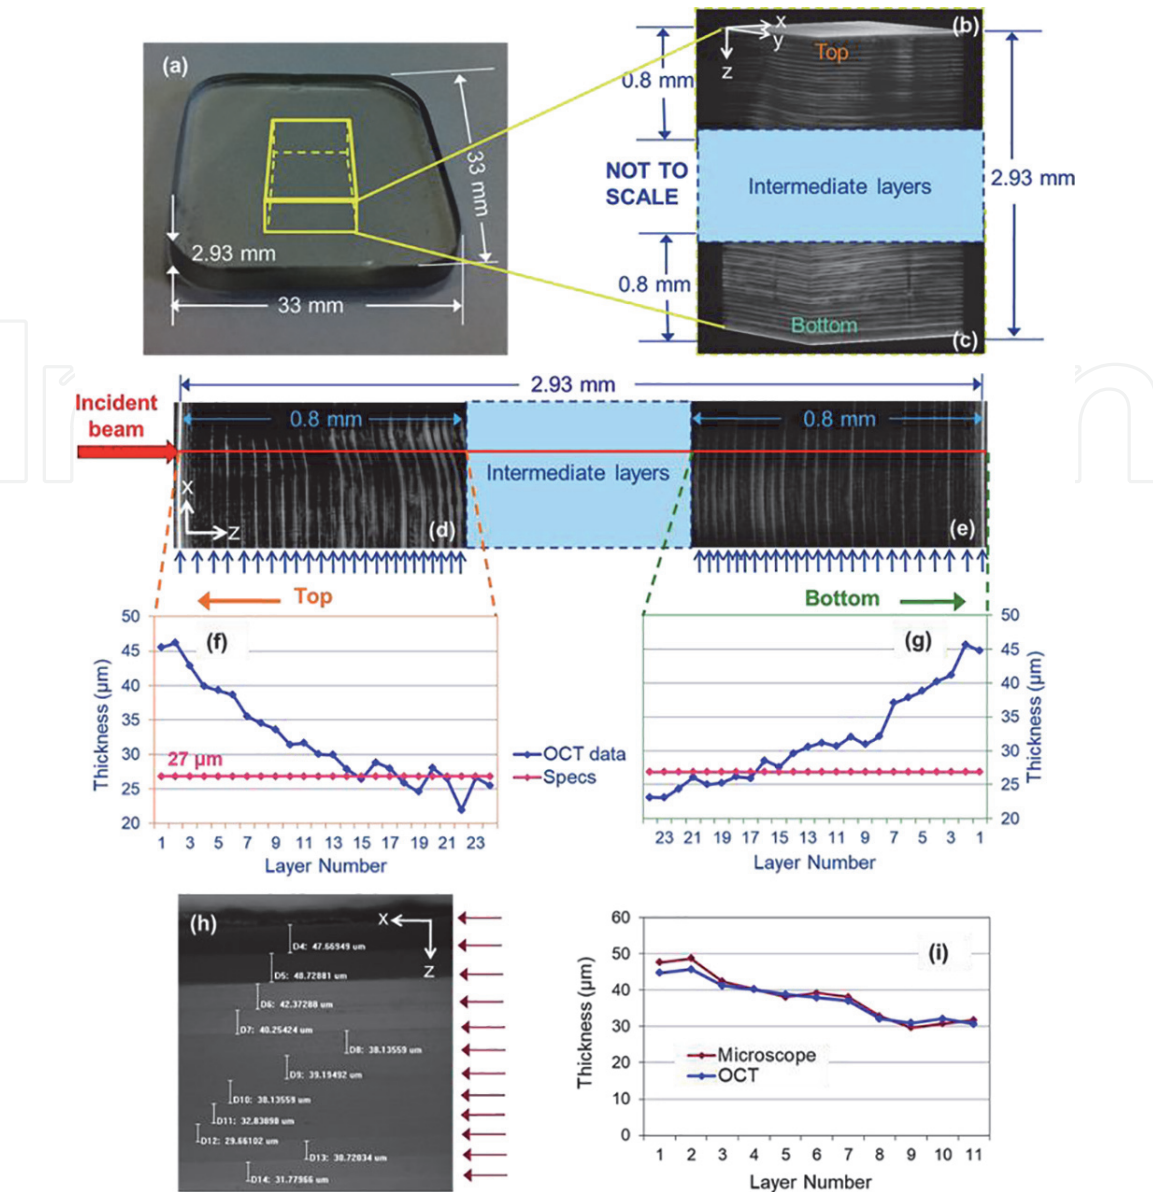 (a)
33 mm
2.93 mm
33 mm
(b)
x
y
z
Top
0.8 mm
NOT TO
SCALE
Intermediate layers
2.93 mm
0.8 mm
Bottom
(c)
2.93 mm
Incident
beam
0.8 mm
0.8 mm
Intermediate layers
X
Z
(d)
(e)
Top
Bottom
(f)
50
45
40
35
30
25
20
Thickness (µm)
27 µm
1 3 5 7 9 11 13 15 17 19 21 23
Layer Number
OCT data
Specs
(g)
50
45
40
35
30
25
20
Thickness (µm)
23 21 19 17 15 13 11 9 7 5 3 1
Layer Number
(h)
X
Z
D4: 47.66949 um
D5: 48.72881 um
D6: 42.37288 um
D7: 40.25424 um
D8: 38.13559 um
D9: 39.19492 um
D10: 38.13559 um
D11: 32.83898 um
D12: 29.66102 um
D13: 30.72034 um
D14: 31.77966 um
(i)
60
50
40
30
20
10
0
Thickness (µm)
Microscope
OCT
1 2 3 4 5 6 7 8 9 10 11
Layer Number